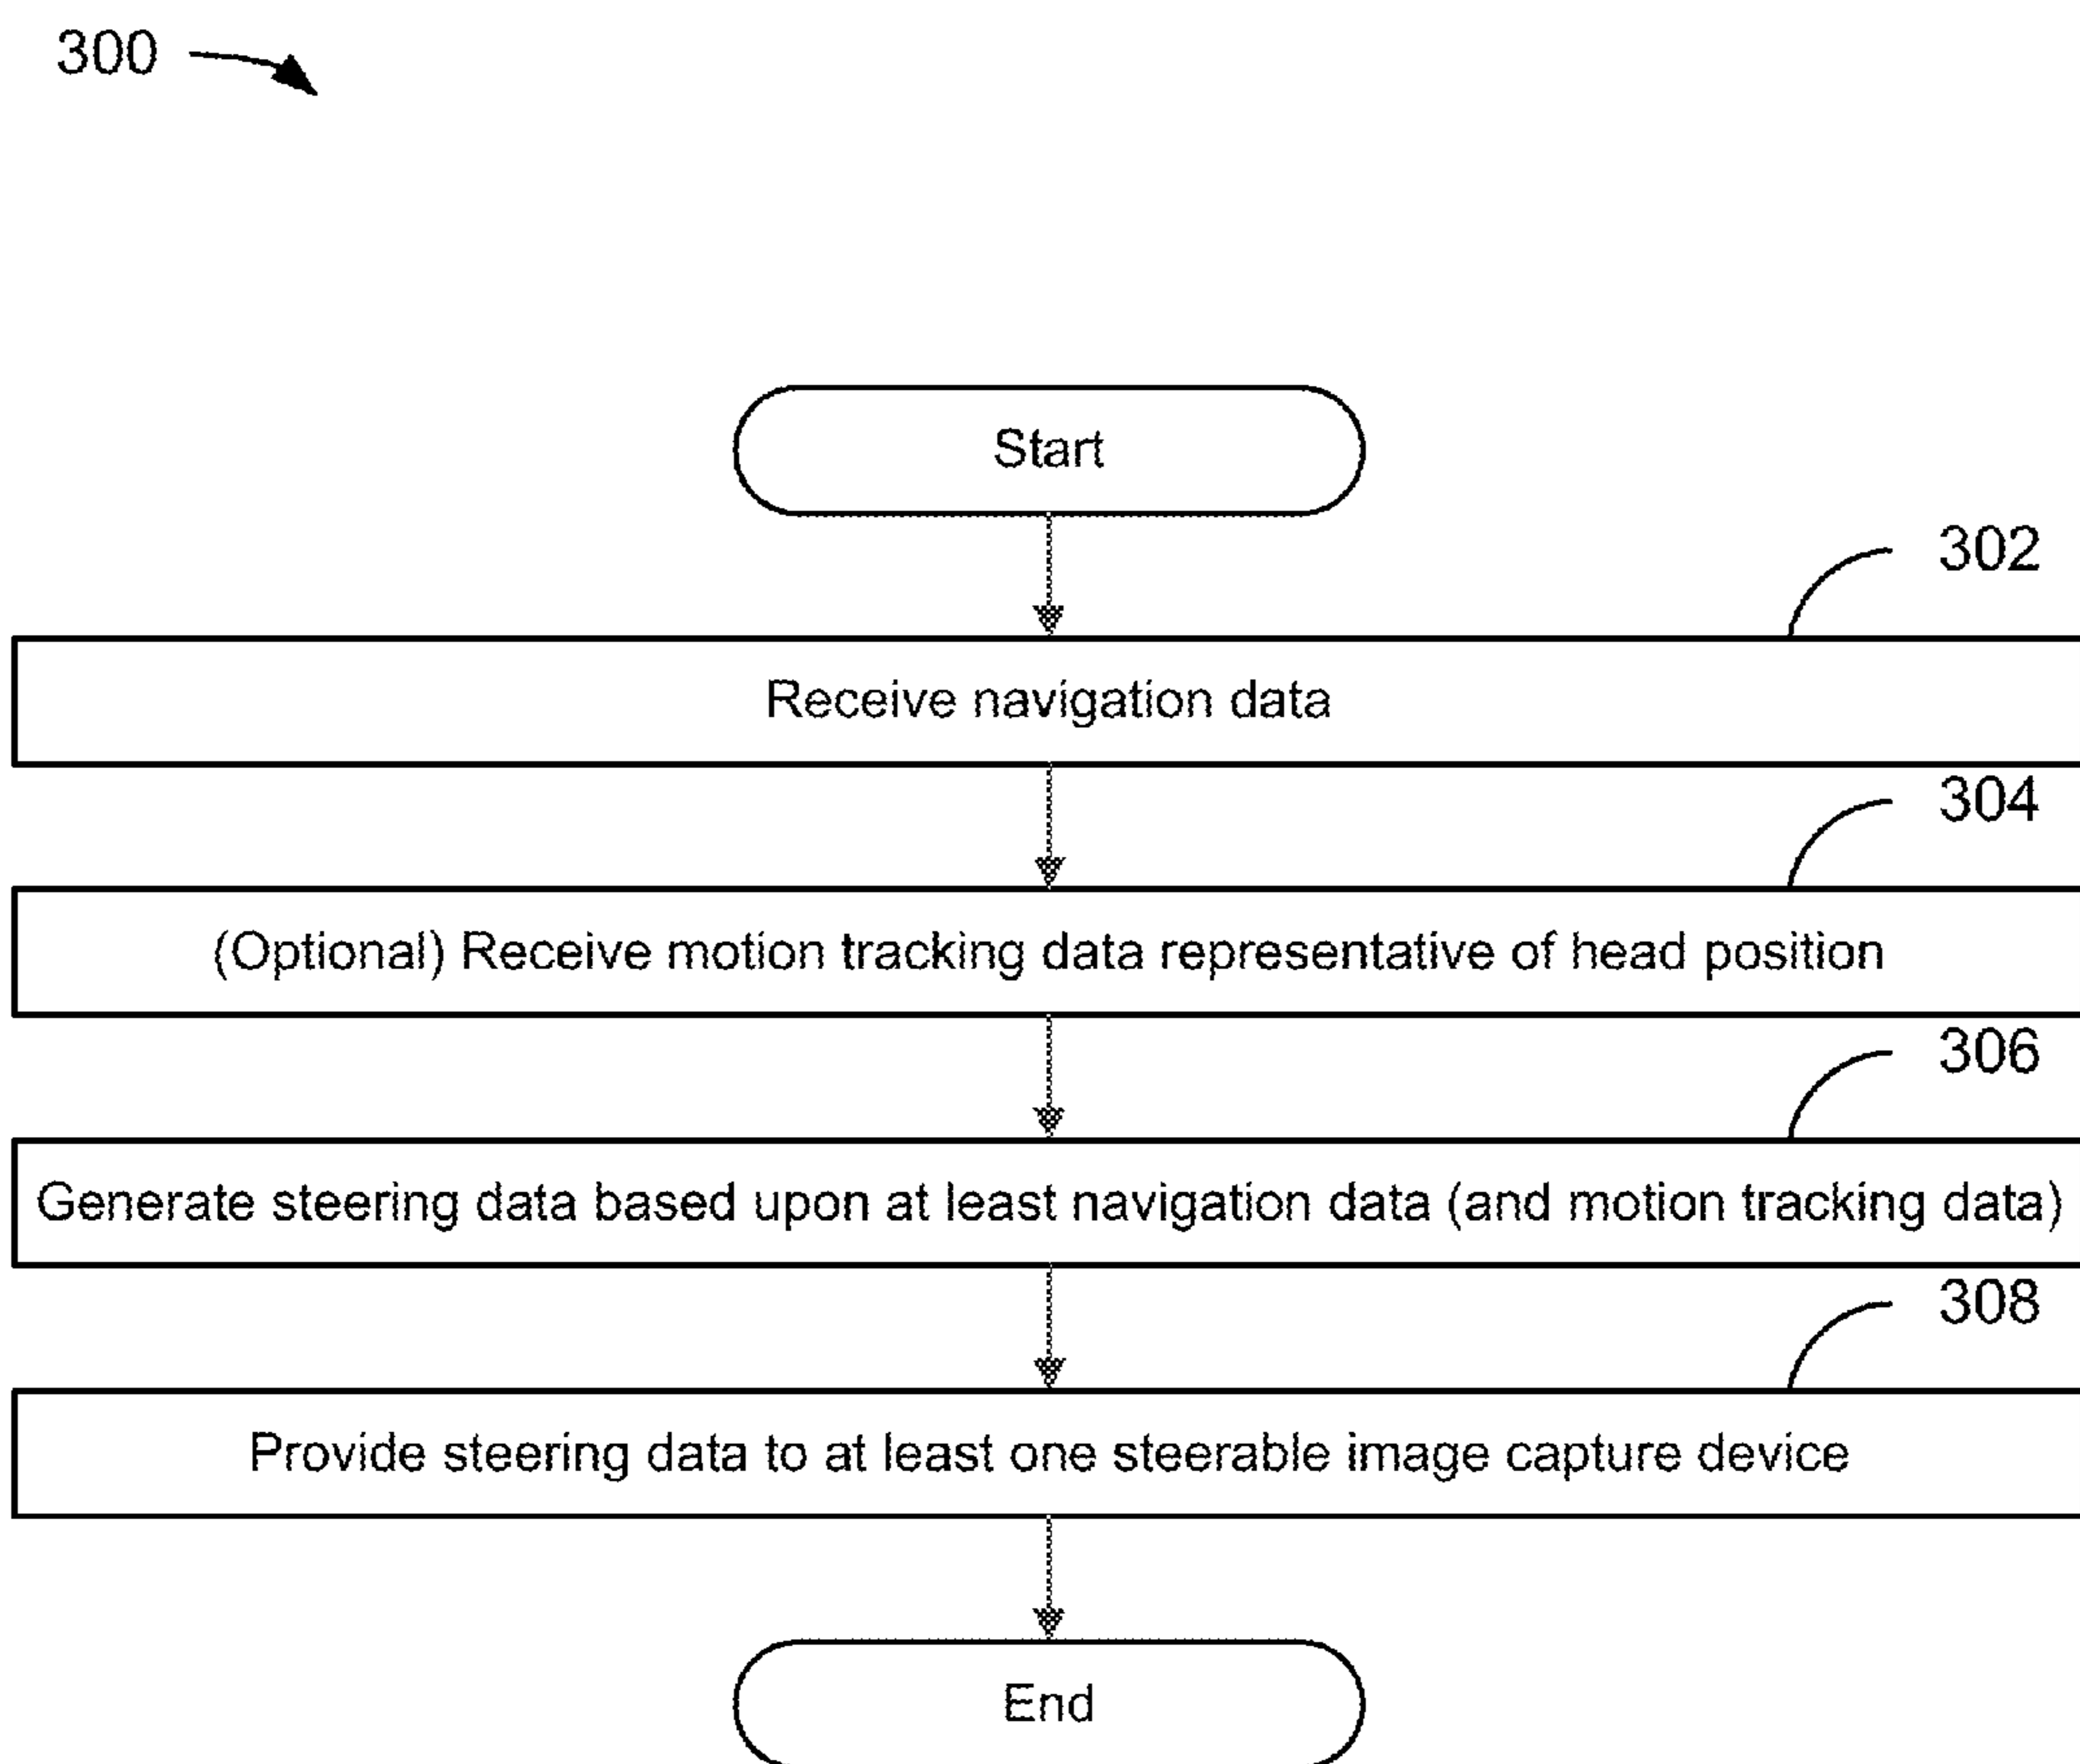 300
Start
302
Receive navigation data
304
(Optional) Receive motion tracking data representative of head position
306
Generate steering data based upon at least navigation data (and motion tracking data)
308
Provide steering data to at least one steerable image capture device
End